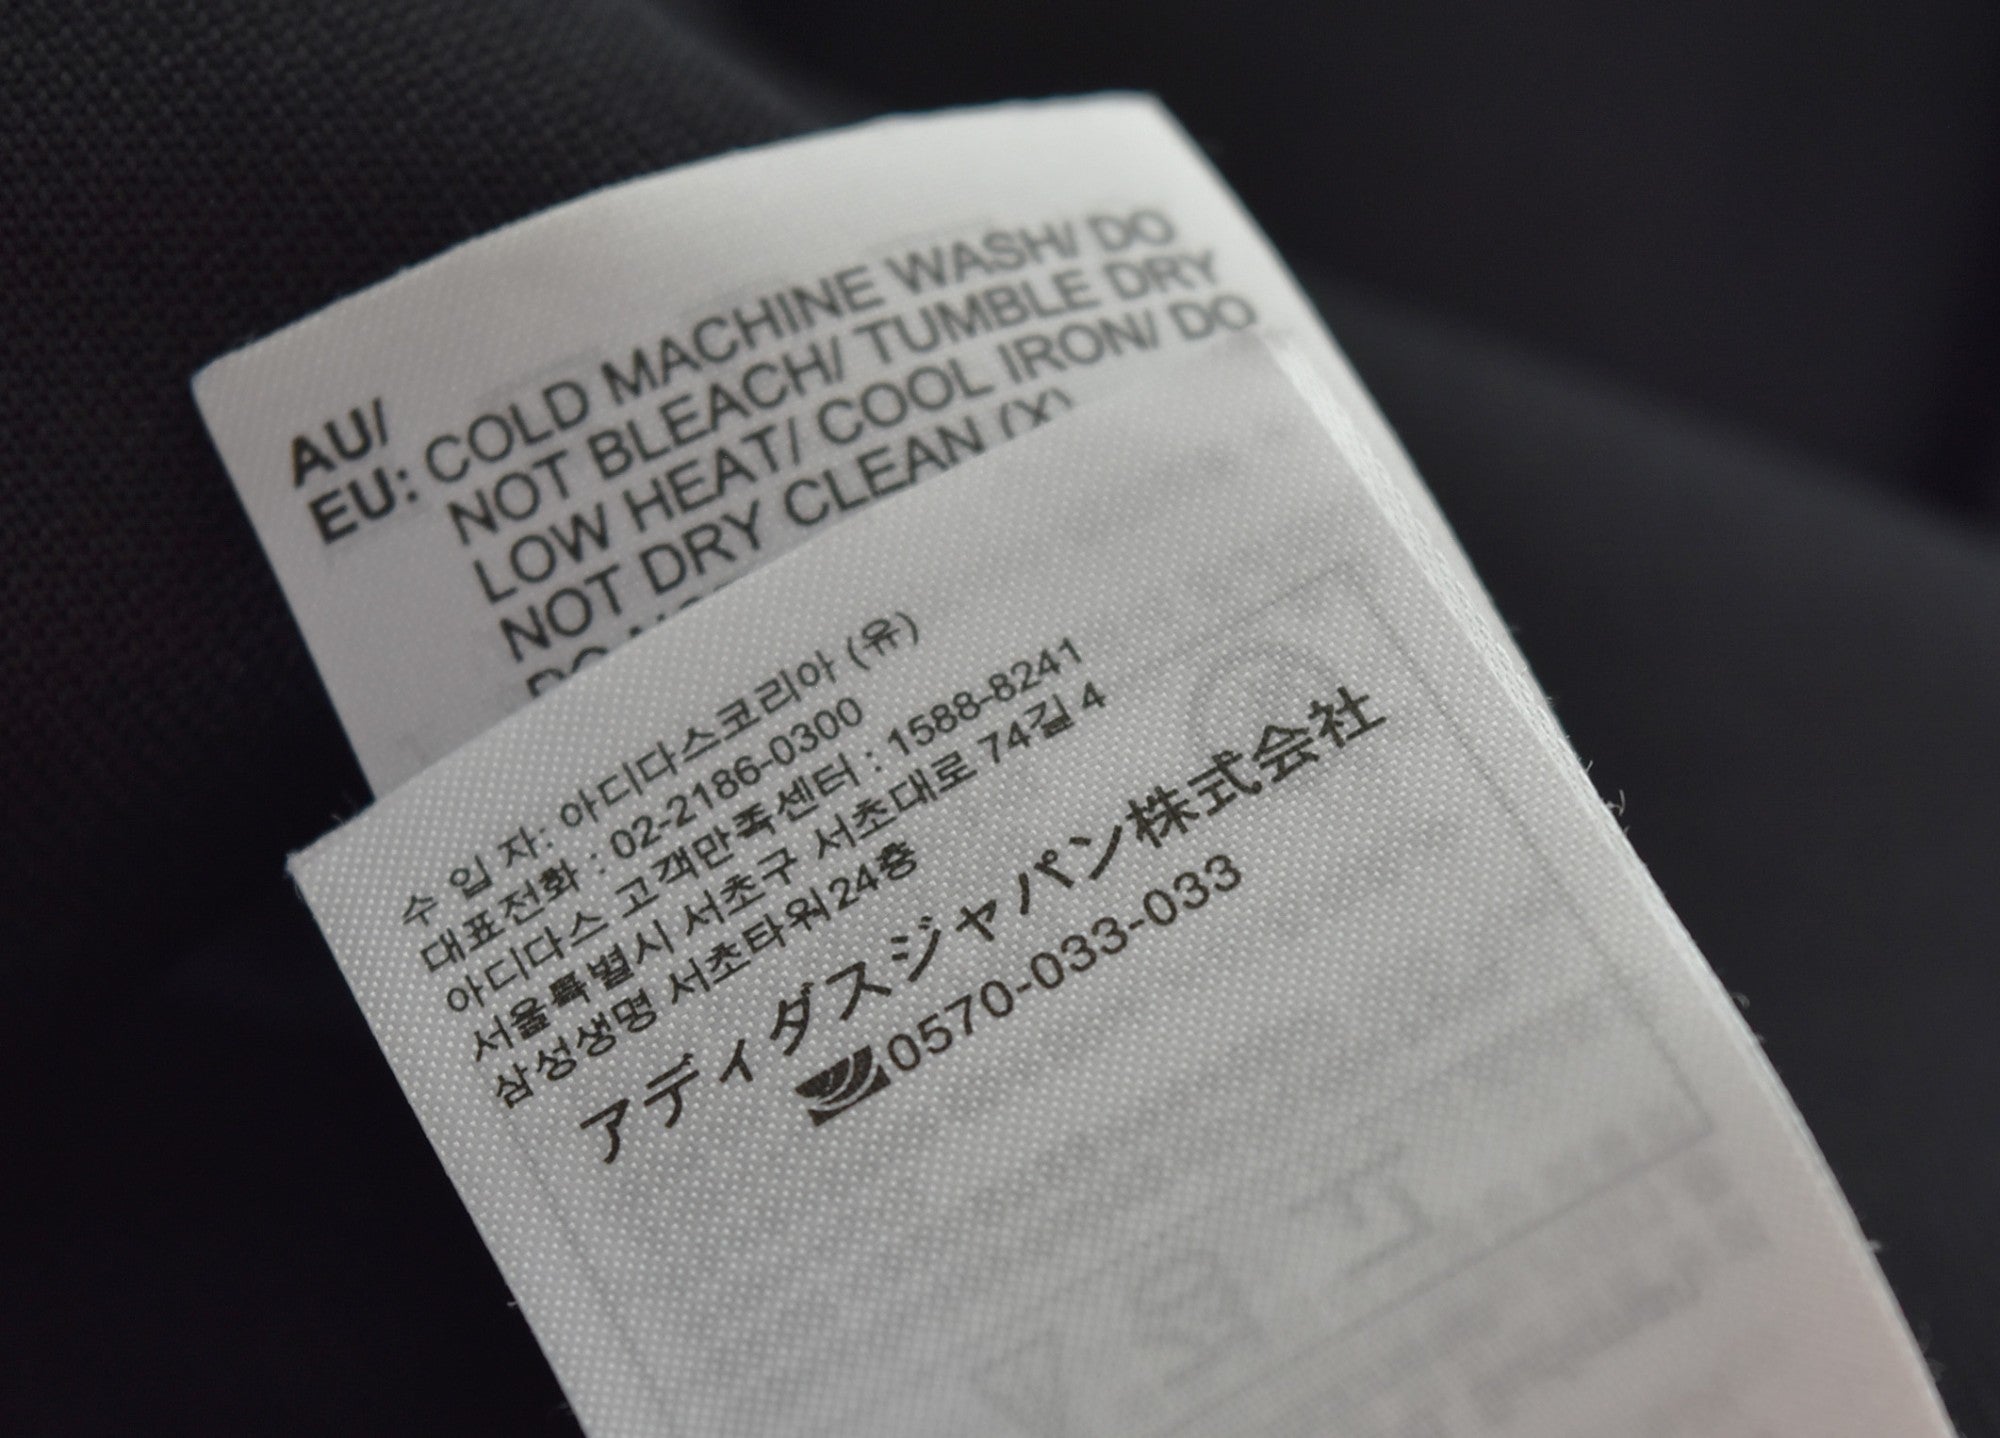 AU/
EU: COLD MACHINE WASH/ DO
NOT BLEACH/ TUMBLE DRY
LOW HEAT/ COOL IRON/ DO
NOT DRY CLEAN (X)
수 입 자: 아디다스코리아 (유)
대표전화 : 02-2186-0300
아디다스 고객만족센터 : 1588-8241
서울특별시 서초구 서초대로 74길 4
삼성생명 서초타워24층
アディダスジャパン株式会社
0570-033-033